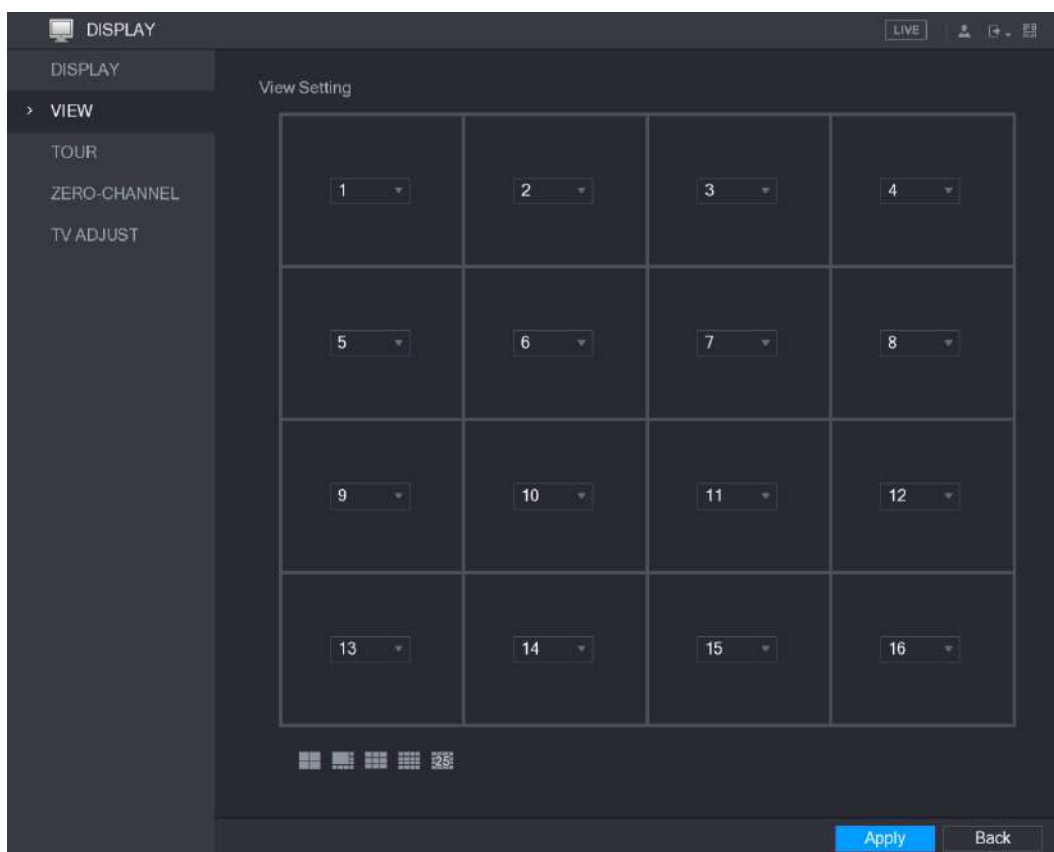 DISPLAY
LIVE
DISPLAY
VIEW
TOUR
ZERO-CHANNEL
TV ADJUST
View Setting
1 2 3 4
5 6 7 8
9 10 11 12
13 14 15 16
25
Apply Back